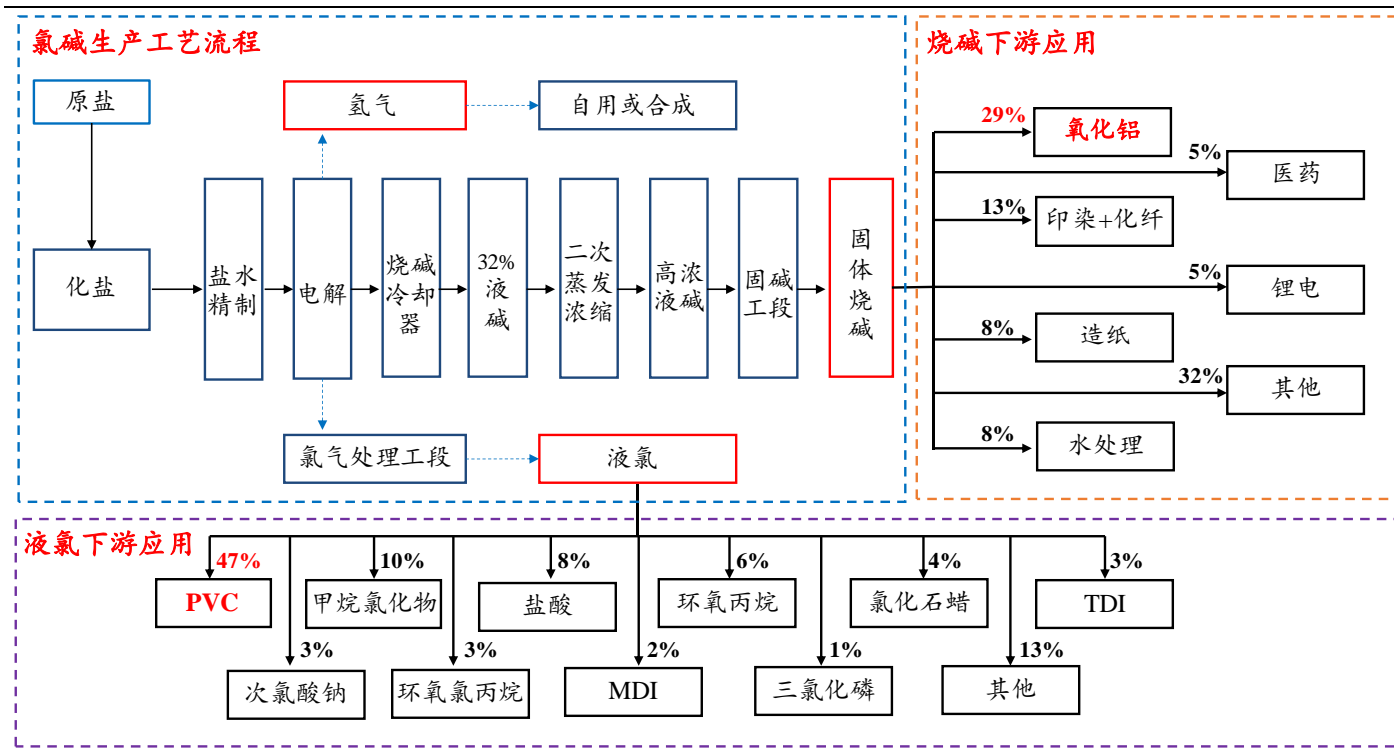 氯碱生产工艺流程
原盐
氢气
自用或合成
化盐
盐水
精制
电解
烧碱
冷却
器
32%
液
碱
二次
蒸发
浓缩
高浓
液碱
固碱
工段
固
体
烧
碱
氯气处理工段
液氯
烧碱下游应用
29%
氧化铝
5%
医药
13%
印染+化纤
5%
锂电
8%
造纸
32%
其他
8%
水处理
液氯下游应用
47%
PVC
10%
甲烷氯化物
8%
盐酸
6%
环氧丙烷
4%
氯化石蜡
3%
TDI
3%
次氯酸钠
3%
环氧氯丙烷
2%
MDI
1%
三氯化磷
13%
其他